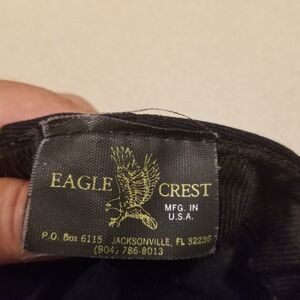 EAGLE CREST
MFG. IN
U.S.A.
P.O. Box 6115 JACKSONVILLE, FL 32236
(904) 786-8013